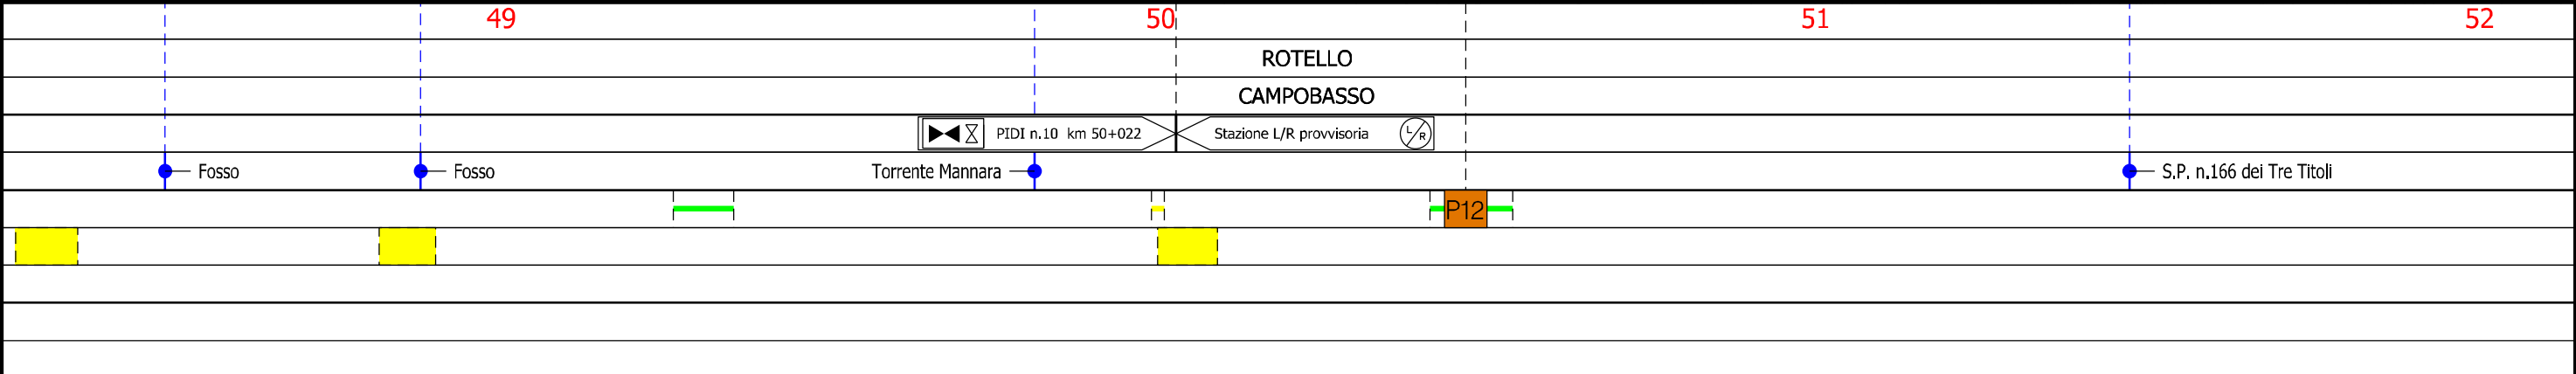 49 50 51 52
ROTELLO
CAMPOBASSO
PIDI n.10 km 50+022 Stazione L/R provvisoria L/R
Fosso Fosso Torrente Mannara S.P. n.166 dei Tre Titoli
P12